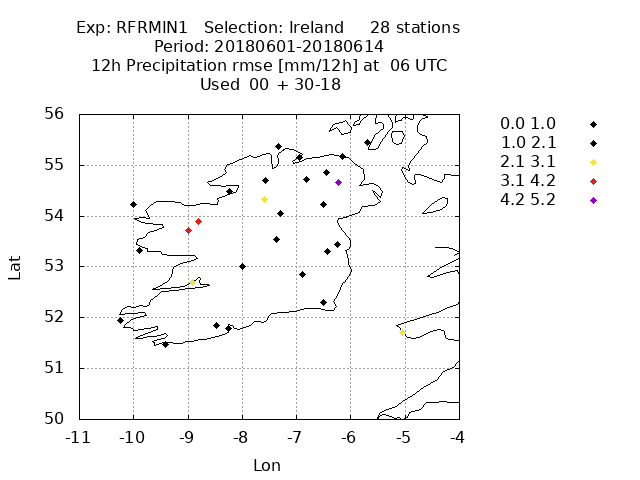 Exp: RFRMIN1 Selection: Ireland 28 stations
Period: 20180601-20180614
12h Precipitation rmse [mm/12h] at 06 UTC
Used 00 + 30-18
56
55
54
53
52
51
50
Lat
-11 -10 -9 -8 -7 -6 -5 -4
Lon
0.0 1.0
1.0 2.1
2.1 3.1
3.1 4.2
4.2 5.2